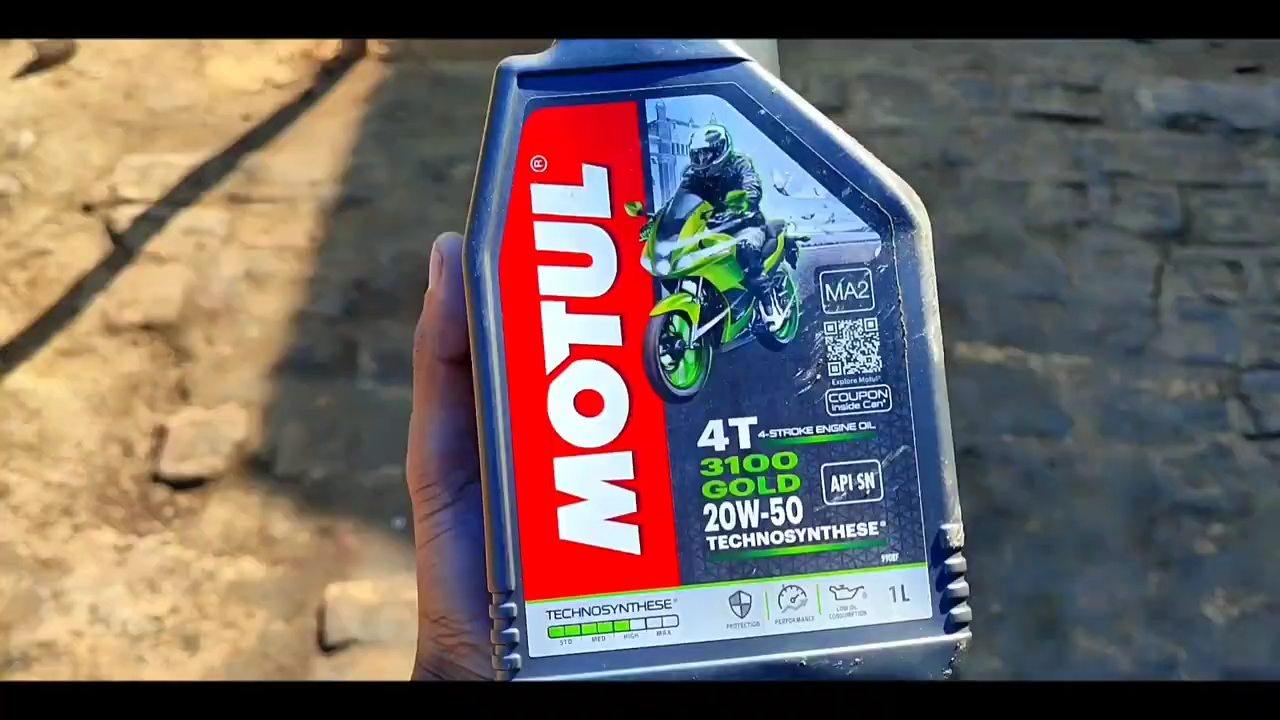 MOTUL®
MA2
Explore Motul®
COUPON
Inside Can*
4T 4-STROKE ENGINE OIL
3100
GOLD
API SN
20W-50
TECHNOSYNTHESE®
TECHNOSYNTHESE®
STD MED HIGH MAX
PROTECTION
PERFORMANCE
LOW OIL
CONSUMPTION
1L